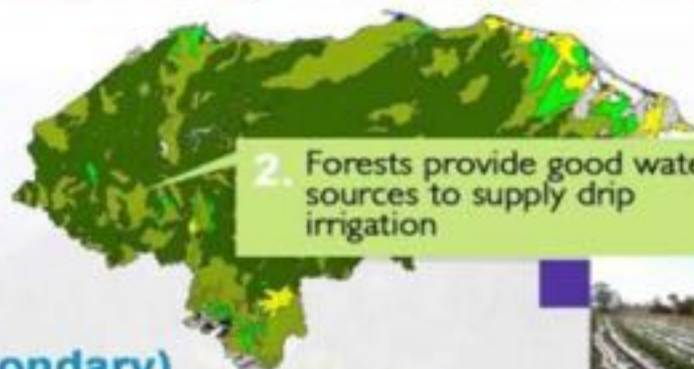 2. Forests provide good wate
sources to supply drip
irrigation
ondary)